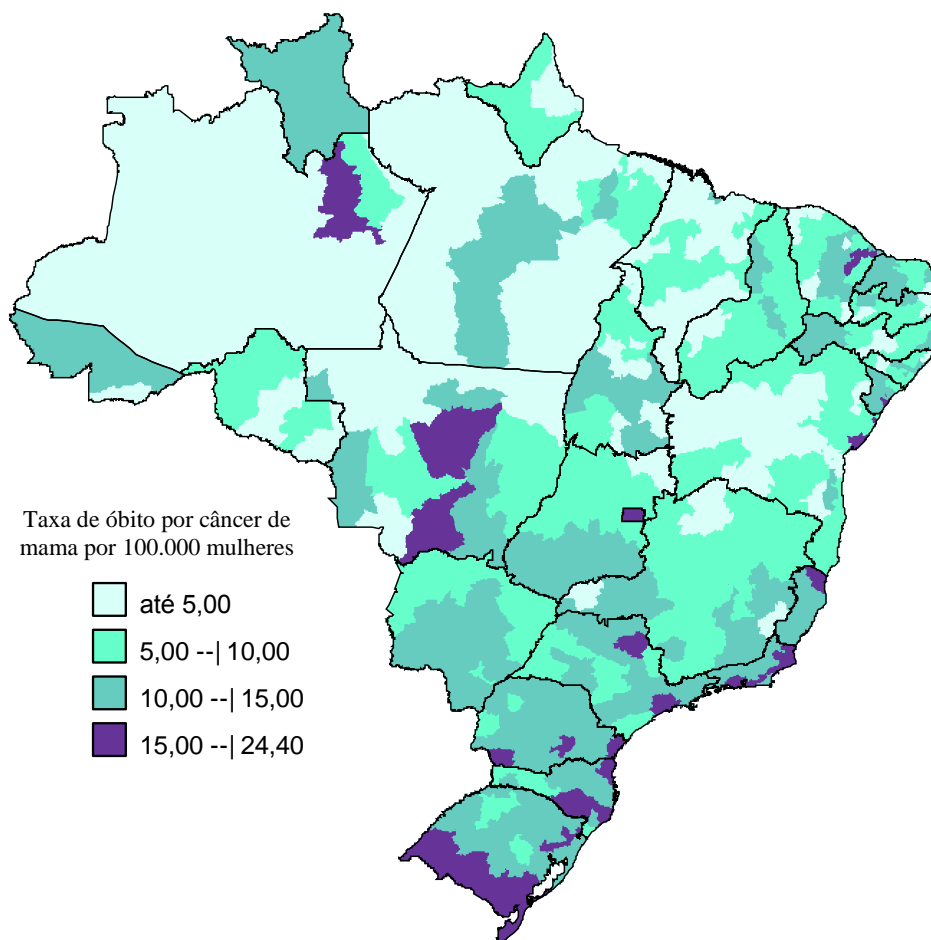 Taxa de óbito por câncer de
mama por 100.000 mulheres
até 5,00
5,00 --| 10,00
10,00 --| 15,00
15,00 --| 24,40